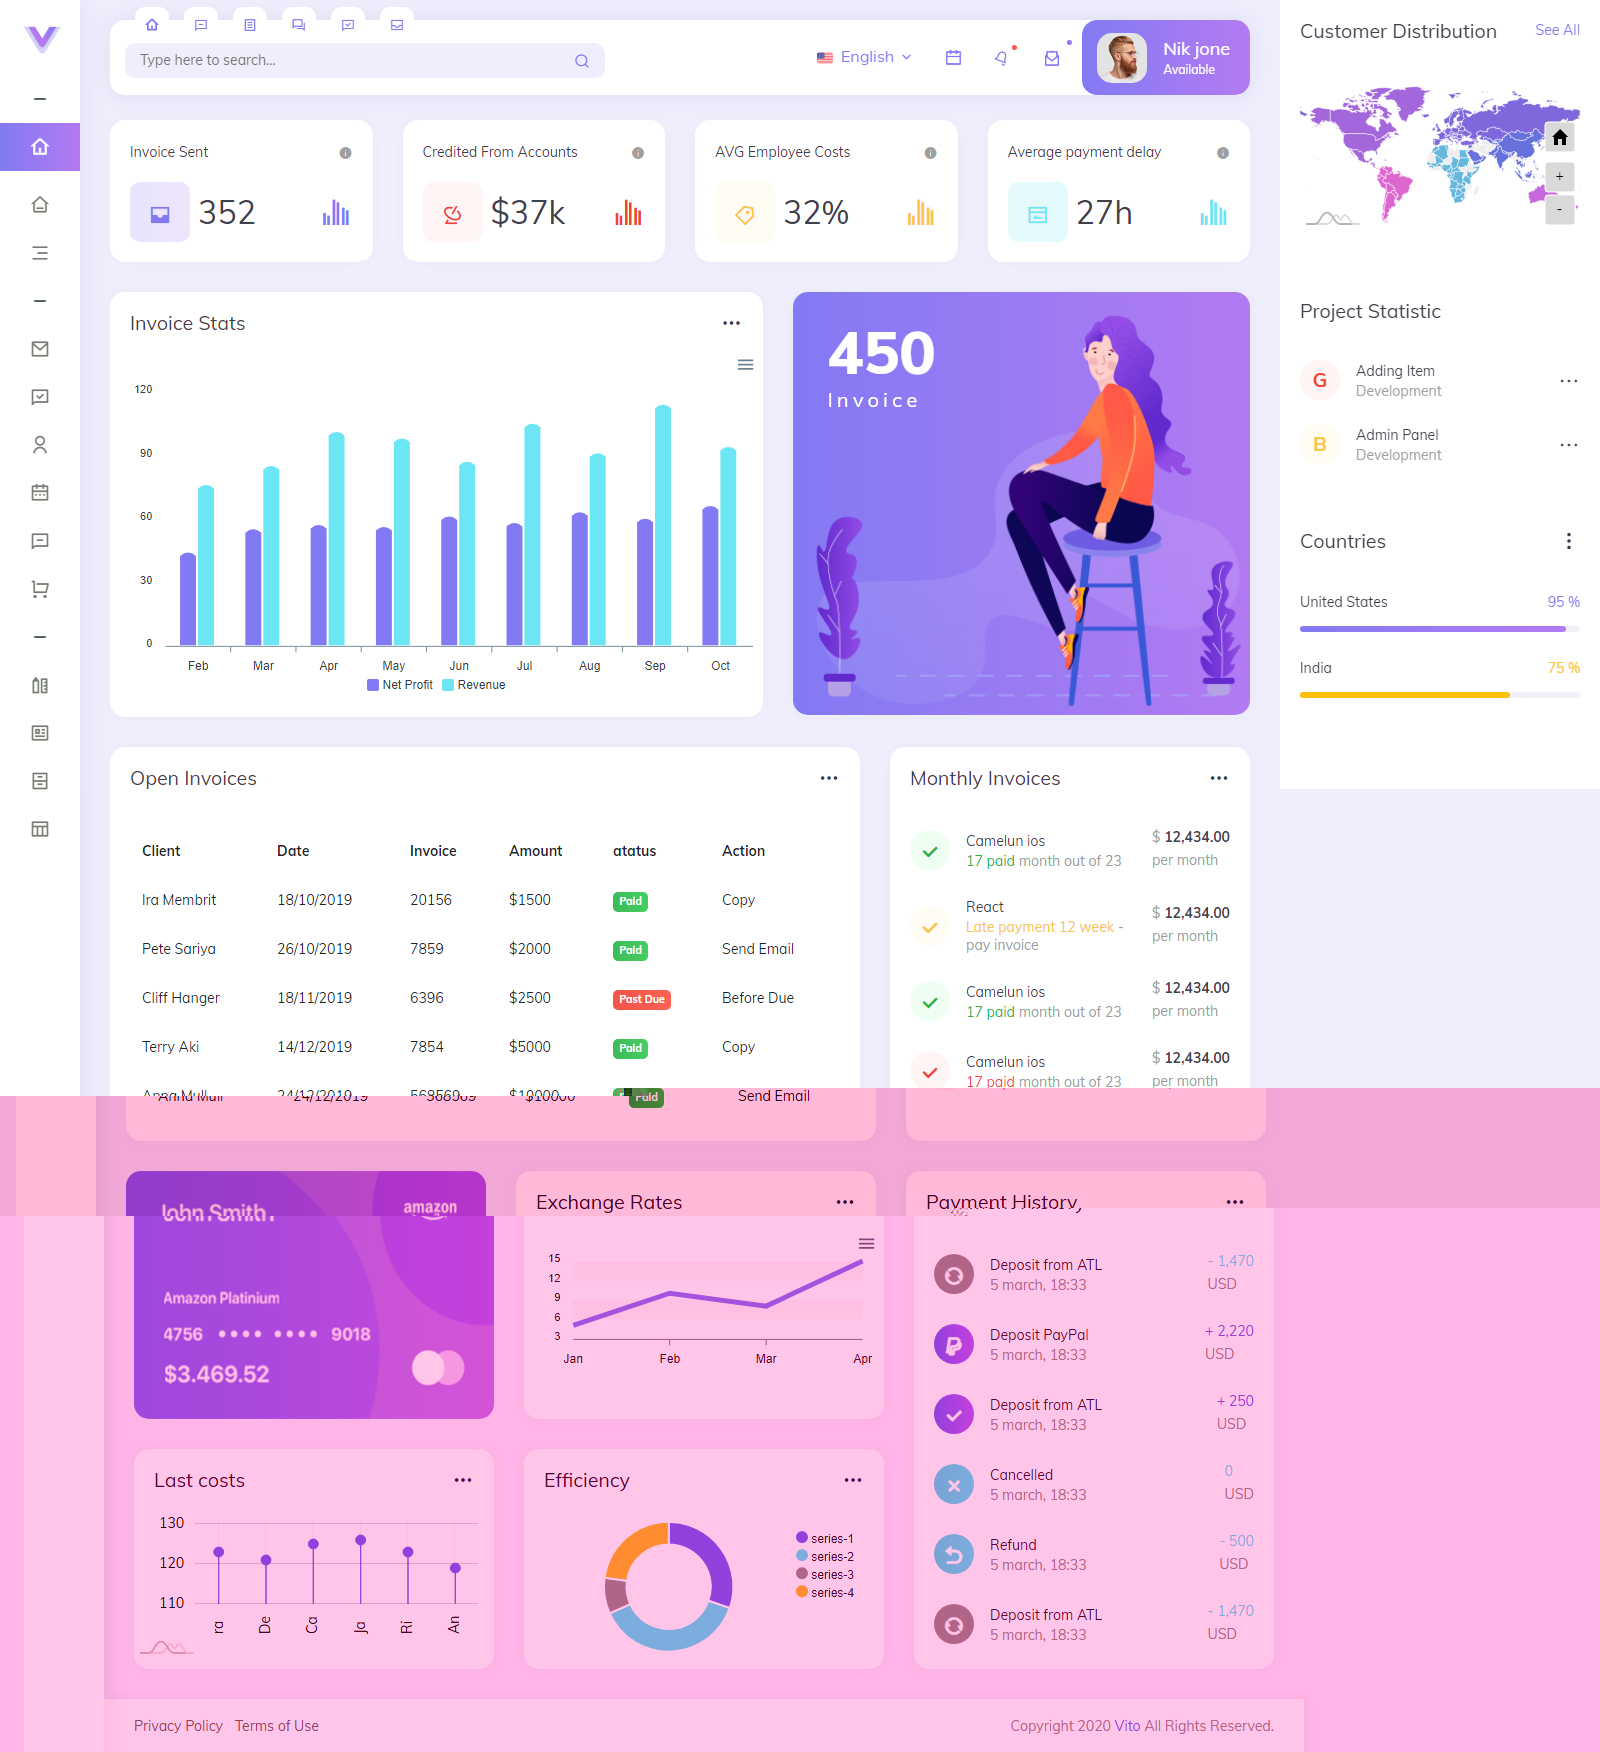 Type here to search...
English
Nik jone
Available
Customer Distribution
See All
Invoice Sent
352
Credited From Accounts
$37k
AVG Employee Costs
32%
Average payment delay
27h
+
-
Invoice Stats
120
90
60
30
0
Feb Mar Apr May Jun Jul Aug Sep Oct
Net Profit Revenue
450
Invoice
Project Statistic
G
Adding Item
Development
B
Admin Panel
Development
Countries
United States 95 %
India 75 %
Open Invoices
Client Date Invoice Amount atatus Action
Ira Membrit 18/10/2019 20156 $1500 Paid Copy
Pete Sariya 26/10/2019 7859 $2000 Paid Send Email
Cliff Hanger 18/11/2019 6396 $2500 Past Due Before Due
Terry Aki 14/12/2019 7854 $5000 Paid Copy
Paid Send Email
Monthly Invoices
Camelun ios
17 paid month out of 23
$ 12,434.00
per month
React
Late payment 12 week -
pay invoice
$ 12,434.00
per month
Camelun ios
17 paid month out of 23
$ 12,434.00
per month
Camelun ios
17 paid month out of 23
$ 12,434.00
per month
John Smith.
amazon
Amazon Platinium
4756 •••• •••• 9018
$3.469.52
Exchange Rates
15
12
9
6
3
Jan Feb Mar Apr
Payment History
Deposit from ATL
5 march, 18:33
- 1,470
USD
Deposit PayPal
5 march, 18:33
+ 2,220
USD
Deposit from ATL
5 march, 18:33
+ 250
USD
Cancelled
5 march, 18:33
0
USD
Refund
5 march, 18:33
- 500
USD
Deposit from ATL
5 march, 18:33
- 1,470
USD
Last costs
130
120
110
ra De Ca Ja Ri An
Efficiency
series-1
series-2
series-3
series-4
Privacy Policy Terms of Use
Copyright 2020 Vito All Rights Reserved.